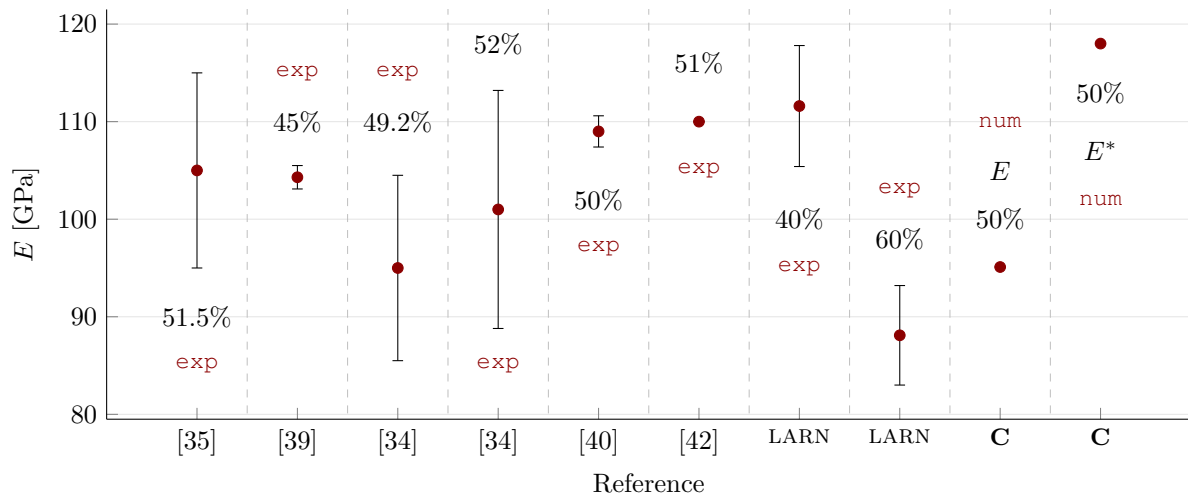 120
110
100
90
80
E [GPa]
51.5%
exp
exp
45%
exp
49.2%
52%
exp
50%
exp
51%
exp
40%
exp
exp
60%
num
E
50%
50%
E*
num
[35] [39] [34] [34] [40] [42] LARN LARN C C
Reference